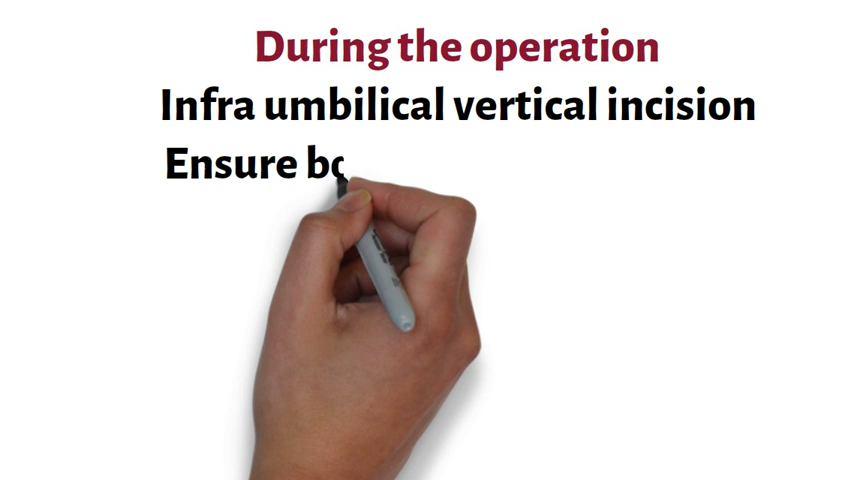 During the operation
Infra umbilical vertical incision
Ensure